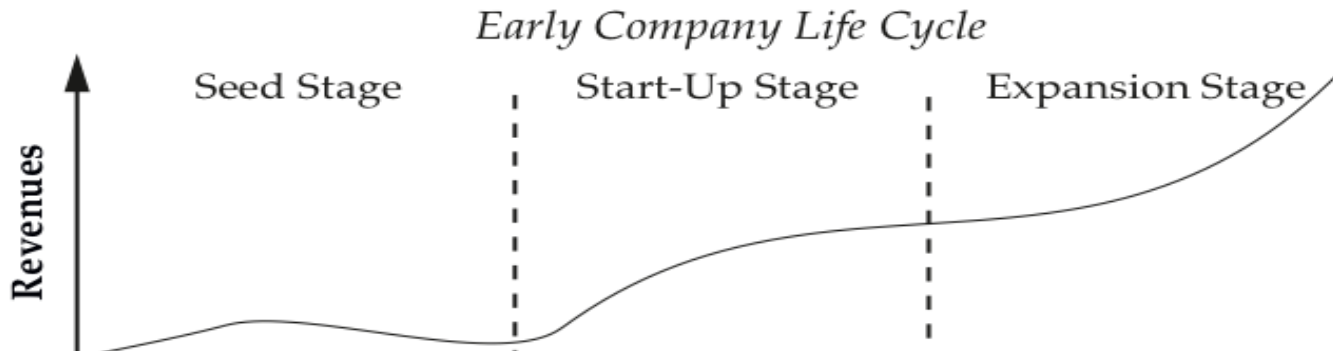 Early Company Life Cycle
Seed Stage
Start-Up Stage
Expansion Stage
Revenues